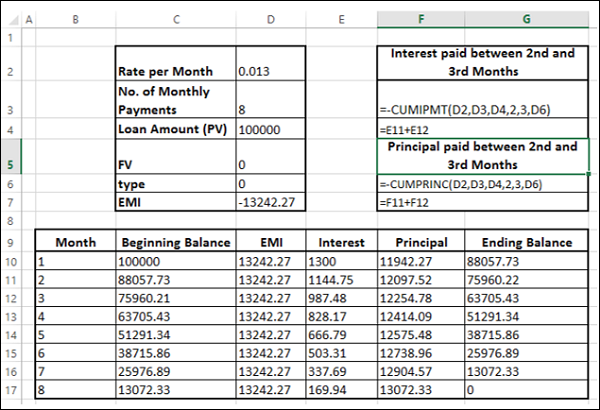 A B C D E F G
1
2 Rate per Month 0.013 Interest paid between 2nd and
3rd Months
3 No. of Monthly
Payments 8 =-CUMIPMT(D2,D3,D4,2,3,D6)
4 Loan Amount (PV) 100000 =E11+E12
5 FV 0 Principal paid between 2nd and
3rd Months
6 type 0 =-CUMPRINC(D2,D3,D4,2,3,D6)
7 EMI -13242.27 =F11+F12
8
9 Month Beginning Balance EMI Interest Principal Ending Balance
10 1 100000 13242.27 1300 11942.27 88057.73
11 2 88057.73 13242.27 1144.75 12097.52 75960.22
12 3 75960.21 13242.27 987.48 12254.78 63705.43
13 4 63705.43 13242.27 828.17 12414.09 51291.34
14 5 51291.34 13242.27 666.79 12575.48 38715.86
15 6 38715.86 13242.27 503.31 12738.96 25976.89
16 7 25976.89 13242.27 337.69 12904.57 13072.33
17 8 13072.33 13242.27 169.94 13072.33 0